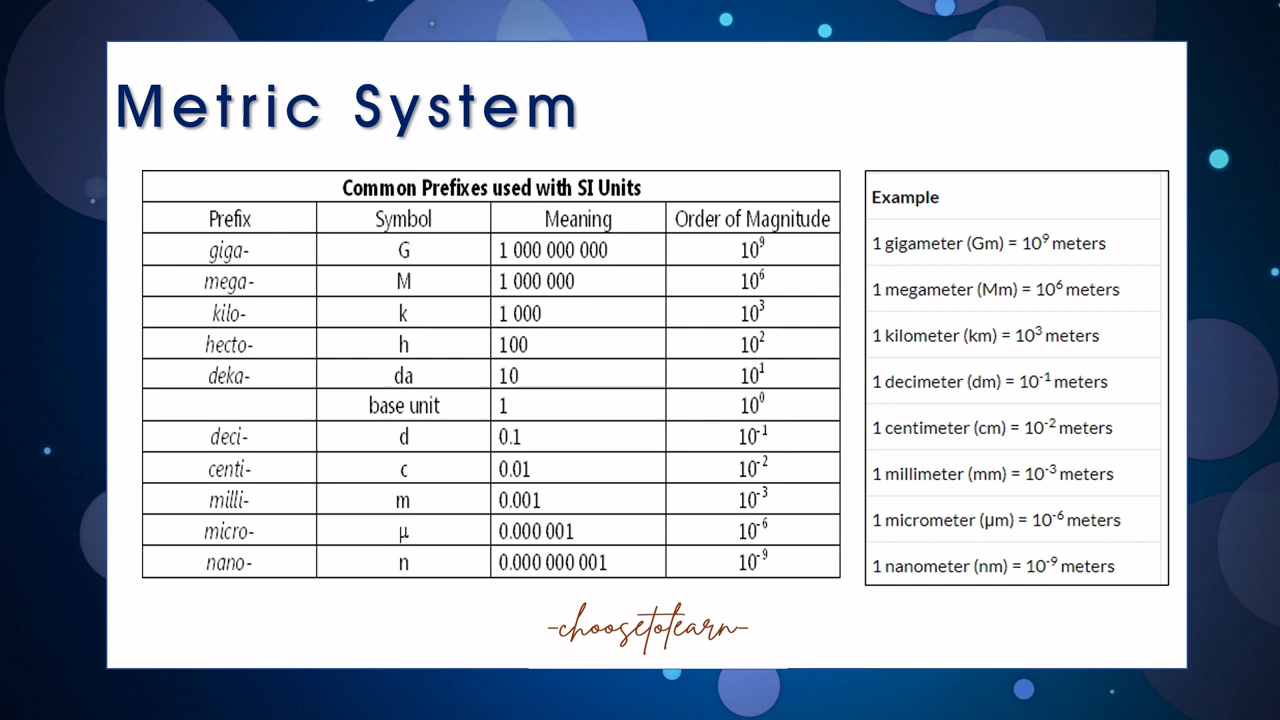 Metric System
Common Prefixes used with SI Units
Prefix Symbol Meaning Order of Magnitude
giga- G 1 000 000 000 10⁹
mega- M 1 000 000 10⁶
kilo- k 1 000 10³
hecto- h 100 10²
deka- da 10 10¹
base unit 1 10⁰
deci- d 0.1 10⁻¹
centi- c 0.01 10⁻²
milli- m 0.001 10⁻³
micro- μ 0.000 001 10⁻⁶
nano- n 0.000 000 001 10⁻⁹
Example
1 gigameter (Gm) = 10⁹ meters
1 megameter (Mm) = 10⁶ meters
1 kilometer (km) = 10³ meters
1 decimeter (dm) = 10⁻¹ meters
1 centimeter (cm) = 10⁻² meters
1 millimeter (mm) = 10⁻³ meters
1 micrometer (μm) = 10⁻⁶ meters
1 nanometer (nm) = 10⁻⁹ meters
-choosetolearn-